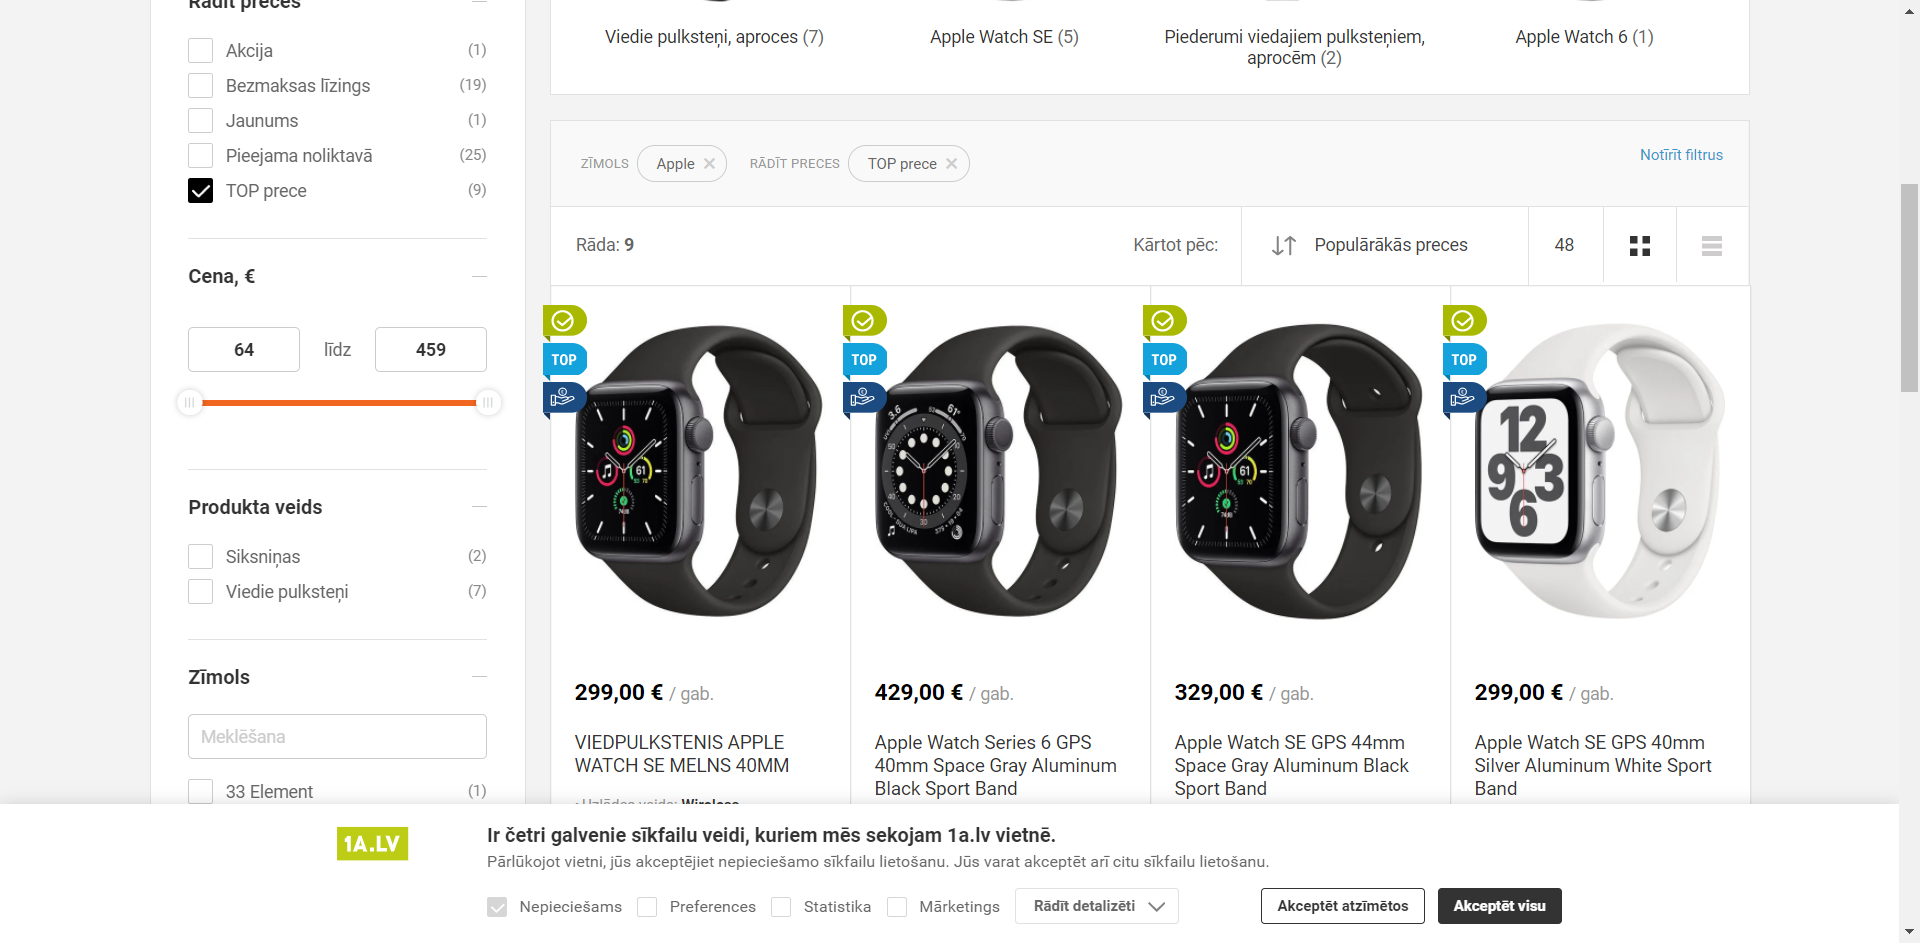 Rādīt preces
Akcija (1)
Bezmaksas līzings (19)
Jaunums (1)
Pieejama noliktavā (25)
TOP prece (9)
Cena, €
64 līdz 459
Produkta veids
Siksniņas (2)
Viedie pulksteņi (7)
Zīmols
Meklēšana
33 Element (1)
Viedie pulksteņi, aproces (7)
Apple Watch SE (5)
Piederumi viedajiem pulksteņiem,
aprocēm (2)
Apple Watch 6 (1)
ZĪMOLS Apple RĀDĪT PRECES TOP prece
Notīrīt filtrus
Rāda: 9
Kārtot pēc: Populārākās preces 48
TOP
299,00 € / gab.
VIEDPULKSTENIS APPLE
WATCH SE MELNS 40MM
Uzlādes veids: Wireless
TOP
429,00 € / gab.
Apple Watch Series 6 GPS
40mm Space Gray Aluminum
Black Sport Band
TOP
329,00 € / gab.
Apple Watch SE GPS 44mm
Space Gray Aluminum Black
Sport Band
TOP
12
9 3
6
299,00 € / gab.
Apple Watch SE GPS 40mm
Silver Aluminum White Sport
Band
1A.LV
Ir četri galvenie sīkfailu veidi, kuriem mēs sekojam 1a.lv vietnē.
Pārlūkojot vietni, jūs akceptējiet nepieciešamo sīkfailu lietošanu. Jūs varat akceptēt arī citu sīkfailu lietošanu.
Nepieciešams Preferences Statistika Mārketings Rādīt detalizēti
Akceptēt atzīmētos Akceptēt visu